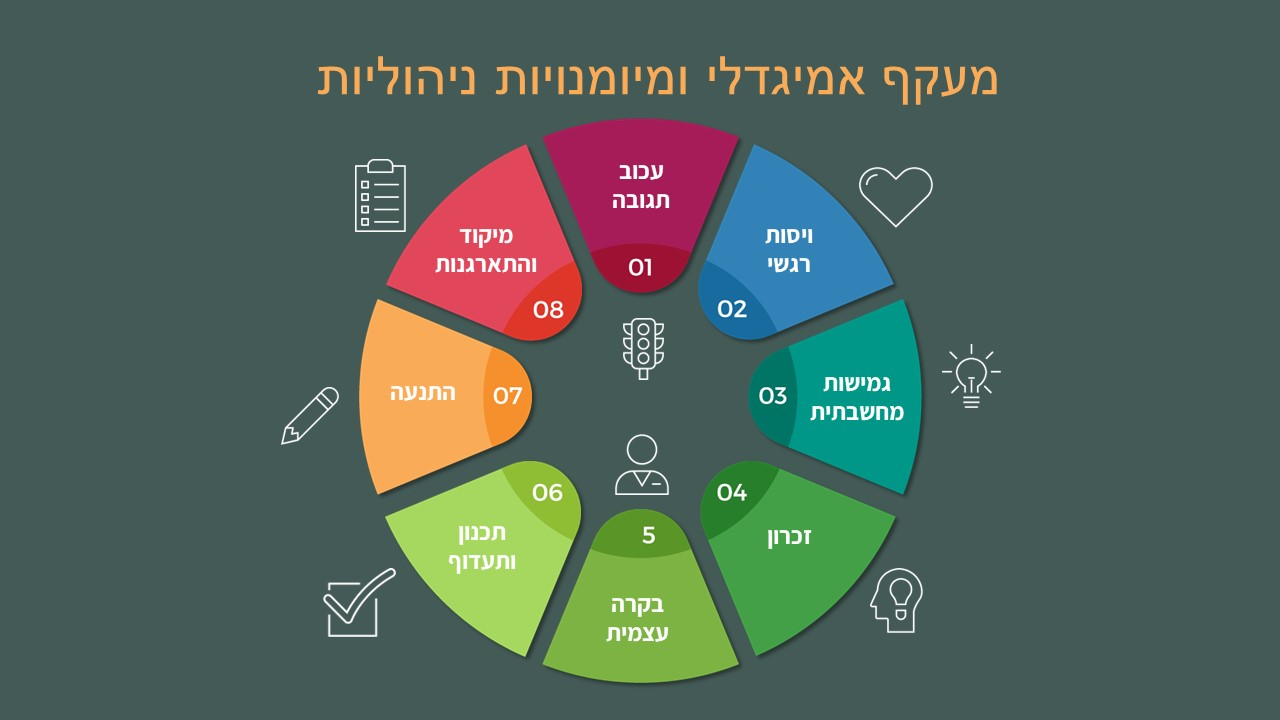 מעקף אמיגדלי ומיומנויות ניהוליות
עכוב
תגובה
01
ויסות
רגשי
02
גמישות
מחשבתית
03
זכרון
04
בקרה
עצמית
5
תכנון
ותעדוף
06
התנעה
07
מיקוד
והתארגנות
08